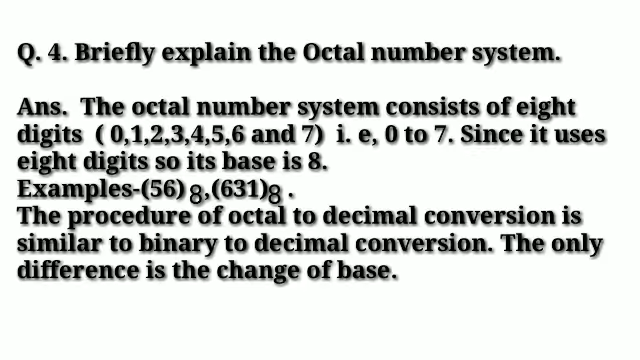 Q. 4. Briefly explain the Octal number system.
Ans. The octal number system consists of eight
digits ( 0,1,2,3,4,5,6 and 7) i. e, 0 to 7. Since it uses
eight digits so its base is 8.
Examples-(56)8,(631)8 .
The procedure of octal to decimal conversion is
similar to binary to decimal conversion. The only
difference is the change of base.